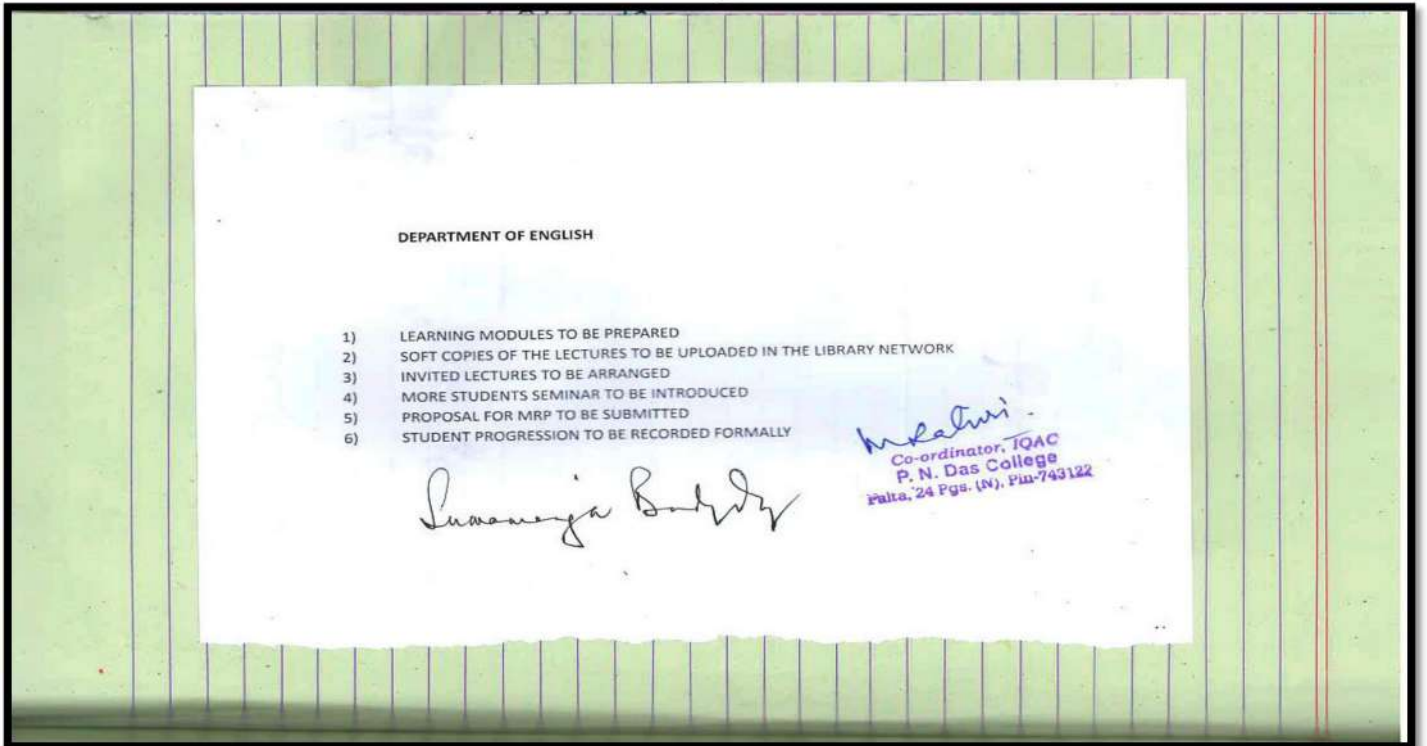 DEPARTMENT OF ENGLISH
1) LEARNING MODULES TO BE PREPARED
2) SOFT COPIES OF THE LECTURES TO BE UPLOADED IN THE LIBRARY NETWORK
3) INVITED LECTURES TO BE ARRANGED
4) MORE STUDENTS SEMINAR TO BE INTRODUCED
5) PROPOSAL FOR MRP TO BE SUBMITTED
6) STUDENT PROGRESSION TO BE RECORDED FORMALLY
Co-ordinator, IQAC
P. N. Das College
Palta, 24 Pgs. (N), Pin-743122